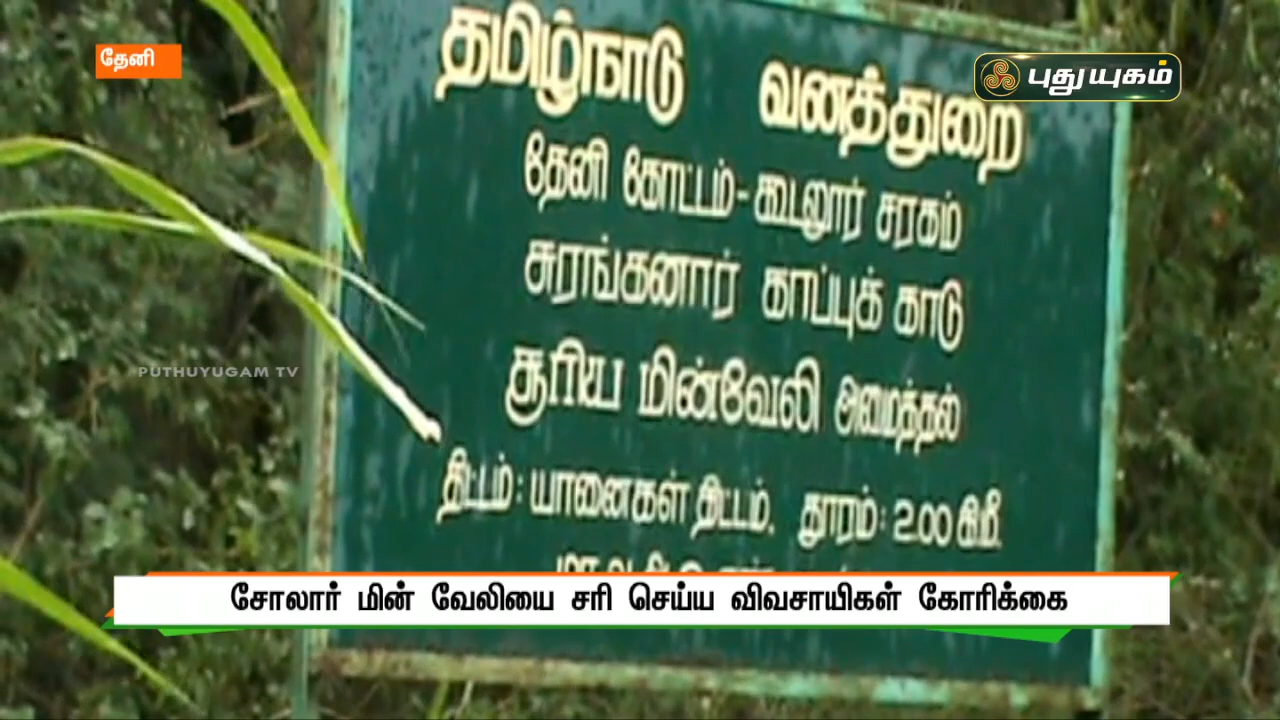 தேனி
புதுயுகம்
தமிழ்நாடு வனத்துறை
தேனி கோட்டம் - கூடலூர் சரகம்
சுரங்கனார் காப்புக் காடு
சூரிய மின்வேலி அமைத்தல்
திட்டம் : யானைகள் திட்டம், தூரம் : 2.00 கி.மீ.
PUTHUYUGAM TV
சோலார் மின் வேலியை சரி செய்ய விவசாயிகள் கோரிக்கை